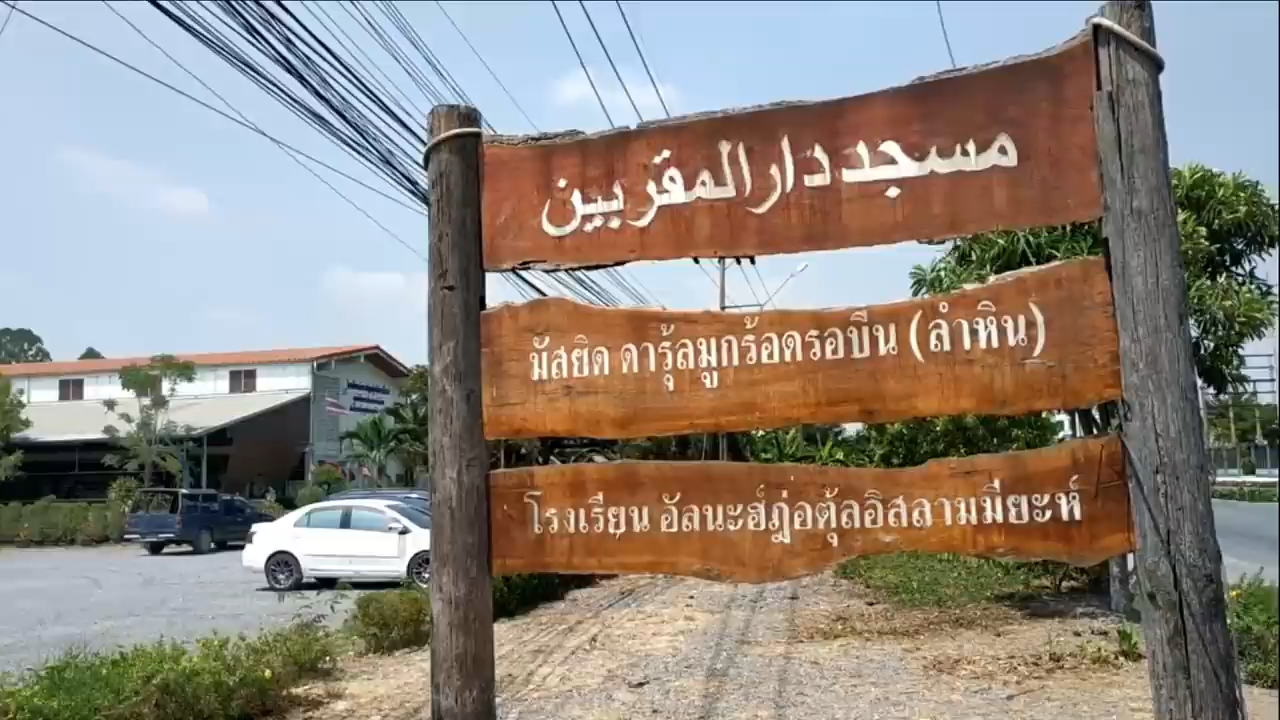 مسجد دار المقربين
มัสยิด ดารุ้ลมูกร้อดรอบีน (ลำหิน)
โรงเรียน อัลนะฮ์ฎ่อตุ้ลอิสลามมียะห์